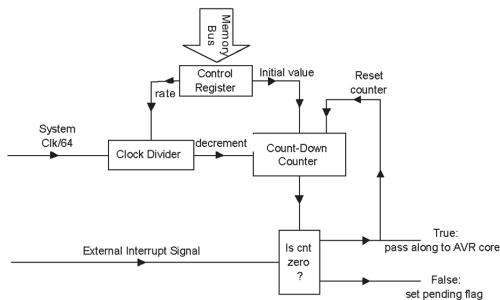 Memory
Bus
Control
Register
Initial value
rate
Reset
counter
System
Clk/64
Clock Divider
decrement
Count-Down
Counter
Is cnt
zero
?
External Interrupt Signal
True:
pass along to AVR core
False:
set pending flag